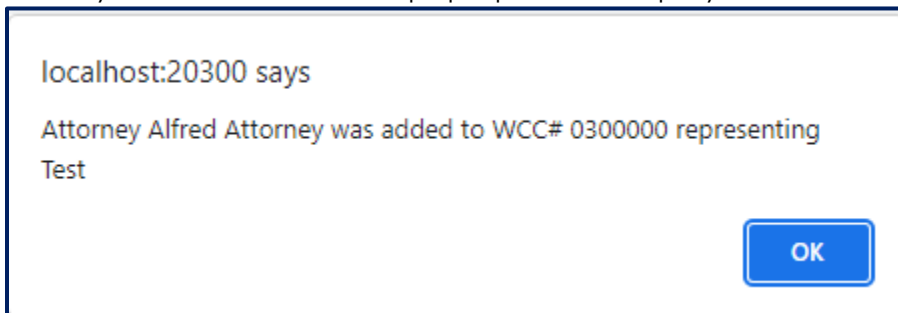 localhost:20300 says
Attorney Alfred Attorney was added to WCC# 0300000 representing
Test
OK